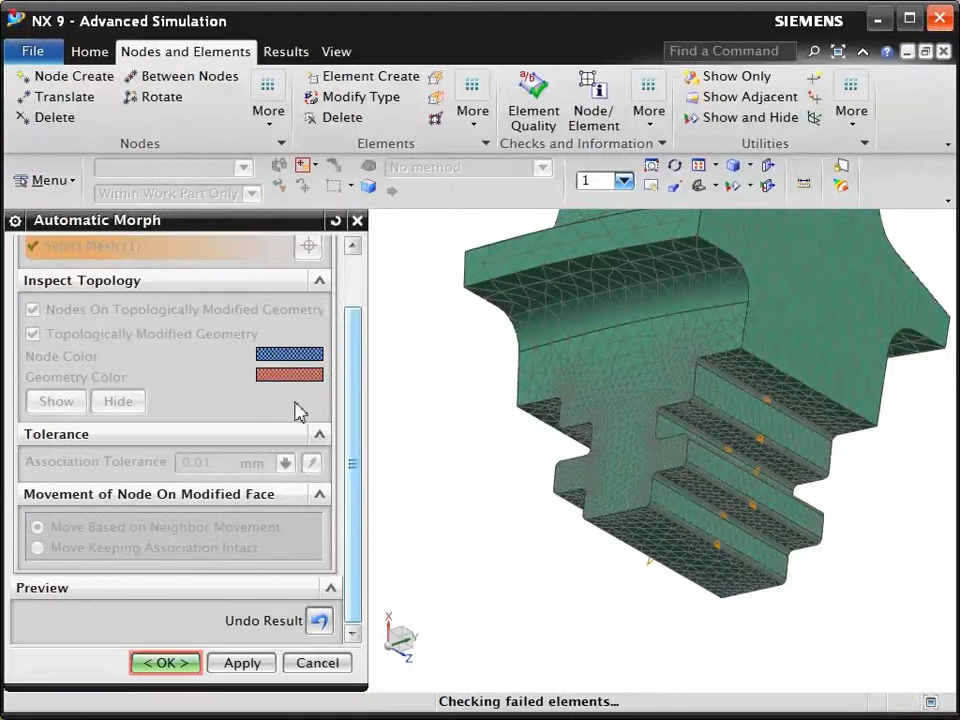 NX 9 - Advanced Simulation
SIEMENS
File
Home
Nodes and Elements
Results
View
Find a Command
Node Create
Between Nodes
Translate
Rotate
Delete
More
Nodes
Element Create
Modify Type
Delete
More
Elements
Element Quality
Node/ Element
More
Checks and Information
Show Only
Show Adjacent
Show and Hide
More
Utilities
Menu
Within Work Part Only
No method
1
Automatic Morph
Select Mesh (1)
Inspect Topology
Nodes On Topologically Modified Geometry
Topologically Modified Geometry
Node Color
Geometry Color
Show
Hide
Tolerance
Association Tolerance
0.01
mm
Movement of Node On Modified Face
Move Based on Neighbor Movement
Move Keeping Association Intact
Preview
Undo Result
< OK >
Apply
Cancel
X
Y
Z
Checking failed elements...